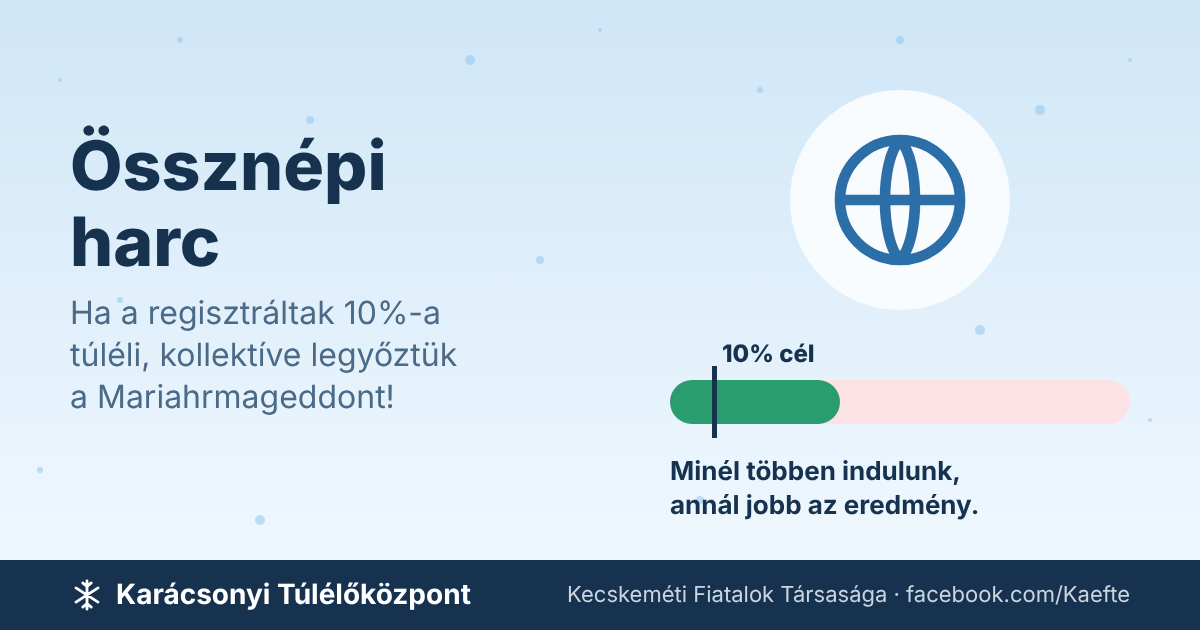 Össznépi
harc
Ha a regisztráltak 10%-a
túléli, kollektíve legyőztük
a Mariahrmageddont!
10% cél
Minél többen indulunk,
annál jobb az eredmény.
Karácsonyi Túlélőközpont
Kecskeméti Fiatalok Társasága · facebook.com/Kaefte